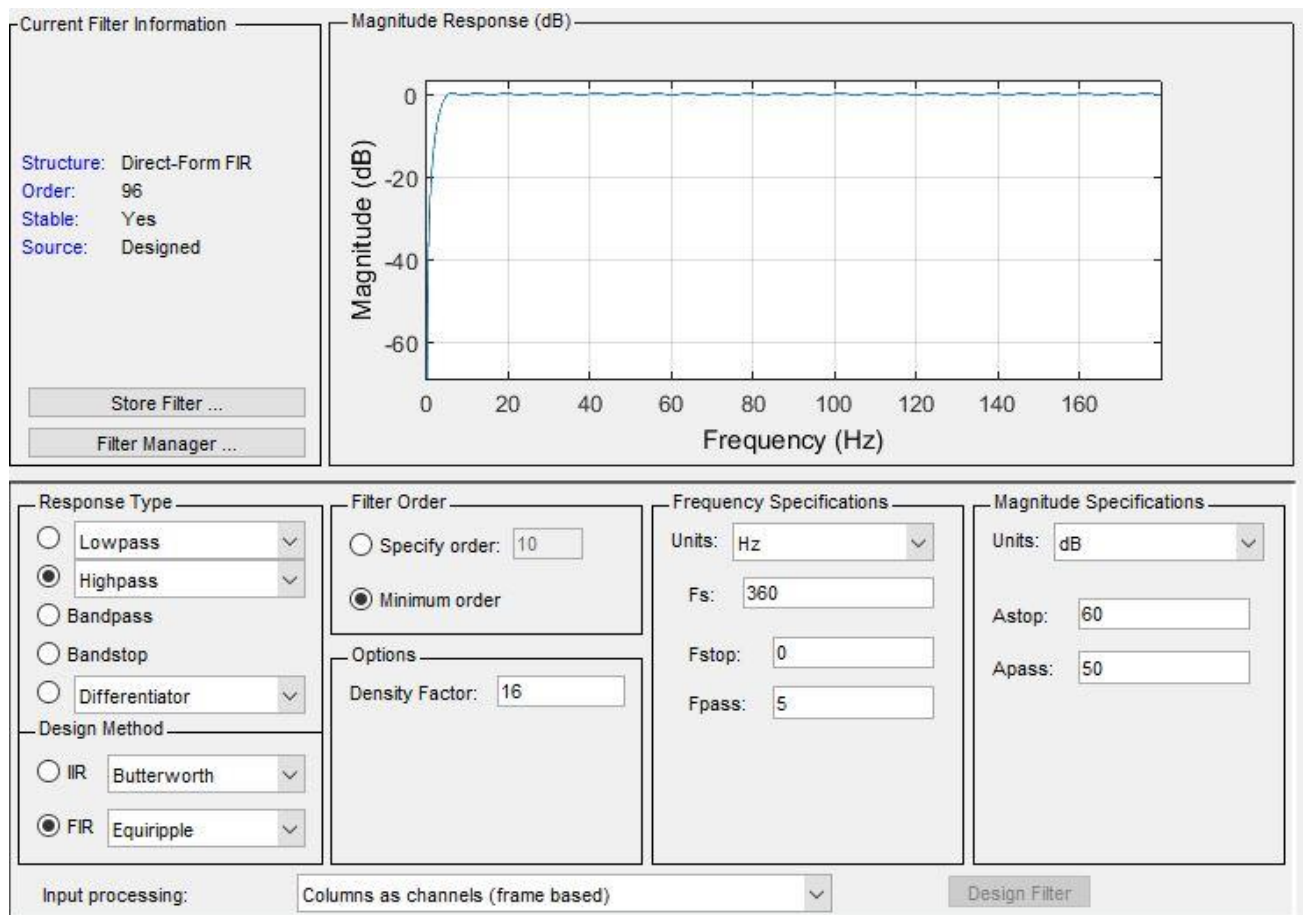 Current Filter Information
Structure: Direct-Form FIR
Order: 96
Stable: Yes
Source: Designed
Store Filter ...
Filter Manager ...
Magnitude Response (dB)
Magnitude (dB)
0
-20
-40
-60
0 20 40 60 80 100 120 140 160
Frequency (Hz)
Response Type
Lowpass
Highpass
Bandpass
Bandstop
Differentiator
Design Method
IIR Butterworth
FIR Equiripple
Filter Order
Specify order: 10
Minimum order
Options
Density Factor: 16
Frequency Specifications
Units: Hz
Fs: 360
Fstop: 0
Fpass: 5
Magnitude Specifications
Units: dB
Astop: 60
Apass: 50
Input processing: Columns as channels (frame based)
Design Filter